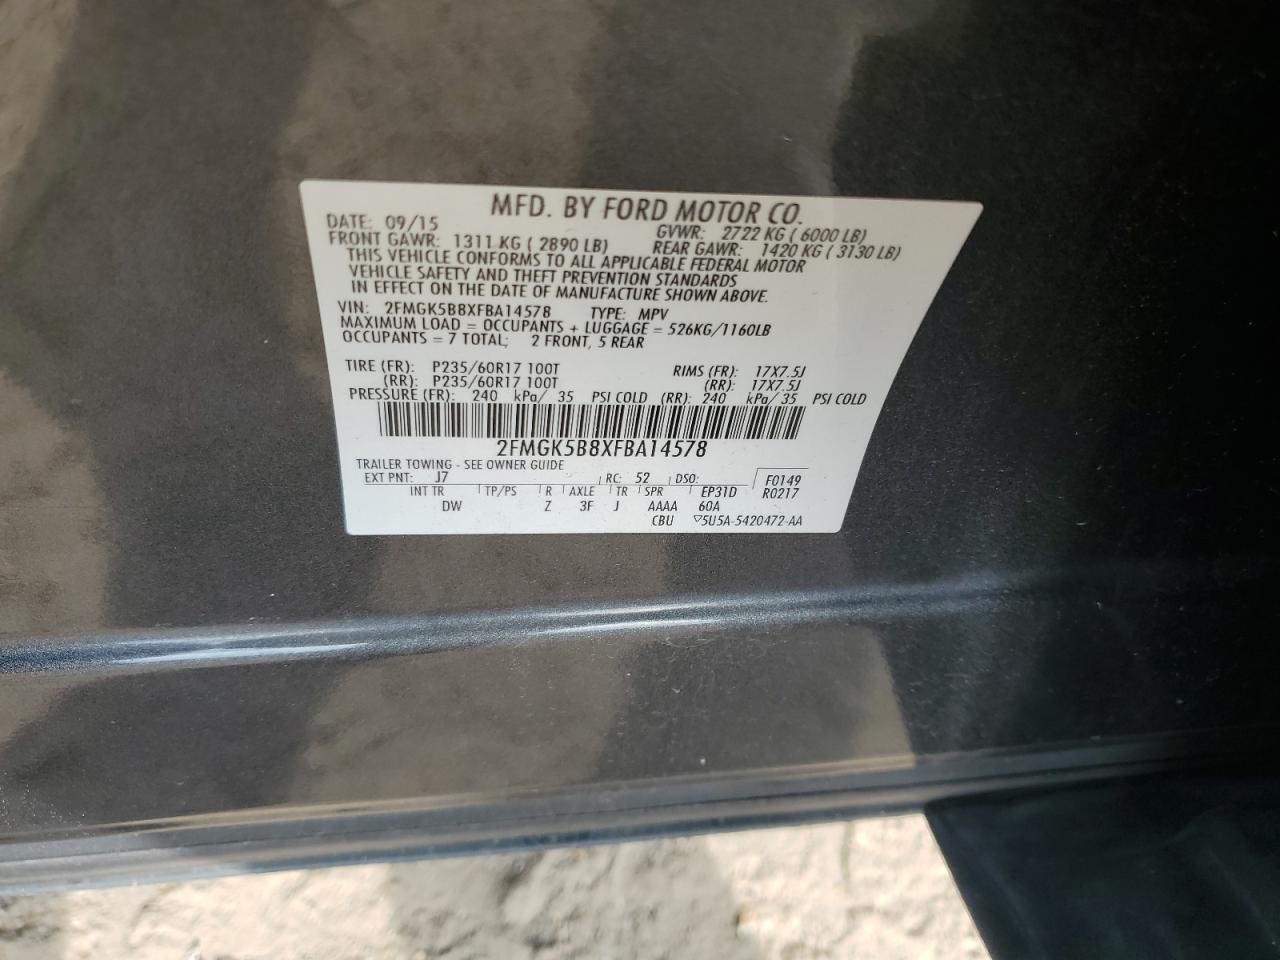 MFD. BY FORD MOTOR CO.
DATE: 09/15 GVWR: 2722 KG ( 6000 LB)
FRONT GAWR: 1311 KG ( 2890 LB) REAR GAWR: 1420 KG ( 3130 LB)
THIS VEHICLE CONFORMS TO ALL APPLICABLE FEDERAL MOTOR
VEHICLE SAFETY AND THEFT PREVENTION STANDARDS
IN EFFECT ON THE DATE OF MANUFACTURE SHOWN ABOVE.
VIN: 2FMGK5B8XFBA14578 TYPE: MPV
MAXIMUM LOAD = OCCUPANTS + LUGGAGE = 526KG/1160LB
OCCUPANTS = 7 TOTAL; 2 FRONT, 5 REAR
TIRE (FR): P235/60R17 100T RIMS (FR): 17X7.5J
(RR): P235/60R17 100T (RR): 17X7.5J
PRESSURE (FR): 240 kPa/ 35 PSI COLD (RR): 240 kPa/ 35 PSI COLD
2FMGK5B8XFBA14578
TRAILER TOWING - SEE OWNER GUIDE
EXT PNT: J7 RC: 52 DSO: F0149
INT TR TP/PS R AXLE TR SPR EP31D R0217
DW Z 3F J AAAA 60A
CBU ▽5U5A-5420472-AA